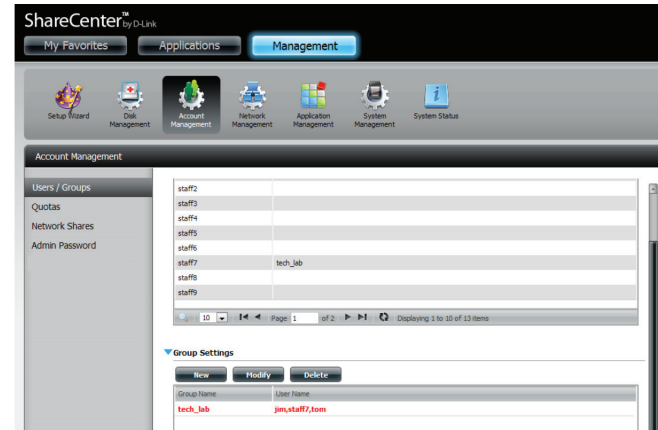 ShareCenter™ by D-Link
My Favorites Applications Management
Setup Wizard Disk Management Account Management Network Management Application Management System Management System Status
Account Management
Users / Groups
Quotas
Network Shares
Admin Password
staff2
staff3
staff4
staff5
staff6
staff7 tech_lab
staff8
staff9
10 Page 1 of 2 Displaying 1 to 10 of 13 items
Group Settings
New Modify Delete
Group Name User Name
tech_lab jim,staff7,tom